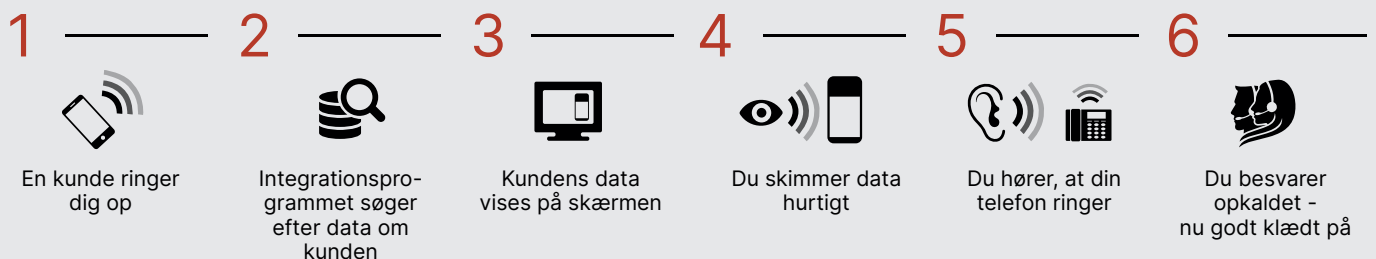 1
En kunde ringer
dig op
2
Integrationspro-
grammet søger
efter data om
kunden
3
Kundens data
vises på skærmen
4
Du skimmer data
hurtigt
5
Du hører, at din
telefon ringer
6
Du besvarer
opkaldet -
nu godt klædt på